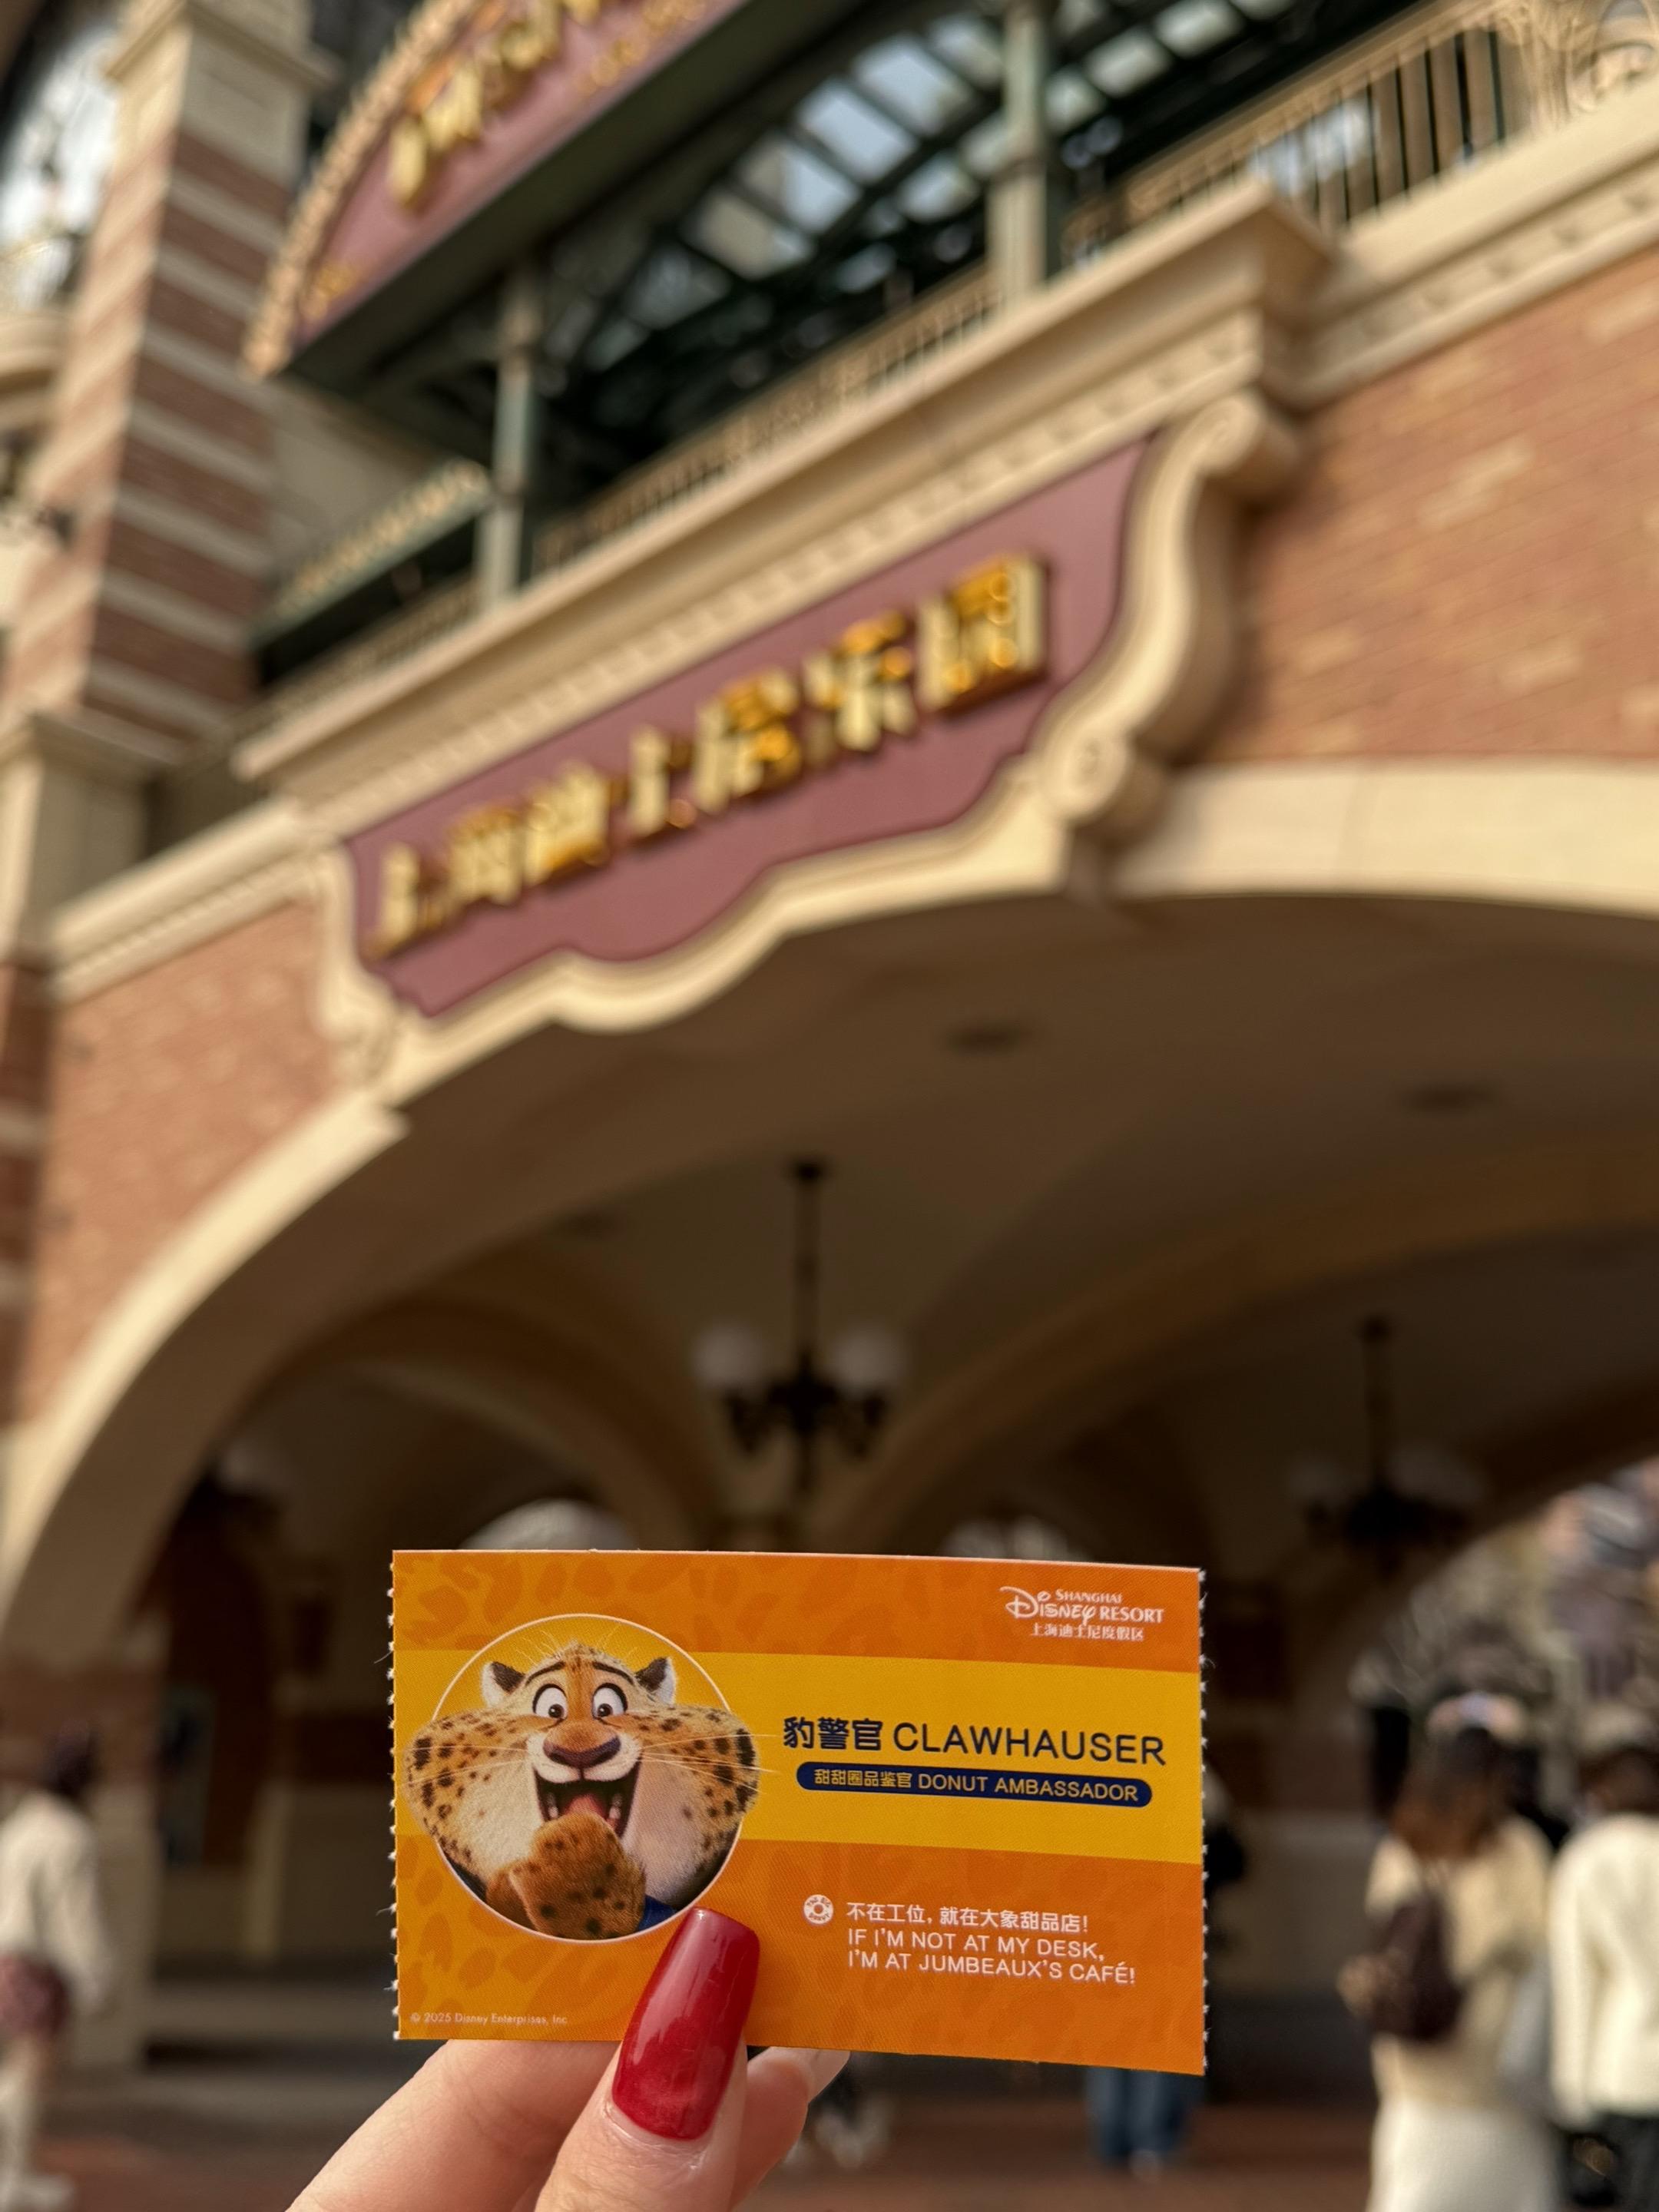 上海迪士尼乐园
SHANGHAI
DISNEY RESORT
上海迪士尼度假区
豹警官 CLAWHAUSER
甜甜圈品鉴官 DONUT AMBASSADOR
不在工位，就在大象甜品店！
IF I'M NOT AT MY DESK,
I'M AT JUMBEAUX'S CAFÉ!
© 2025 Disney Enterprises, Inc.